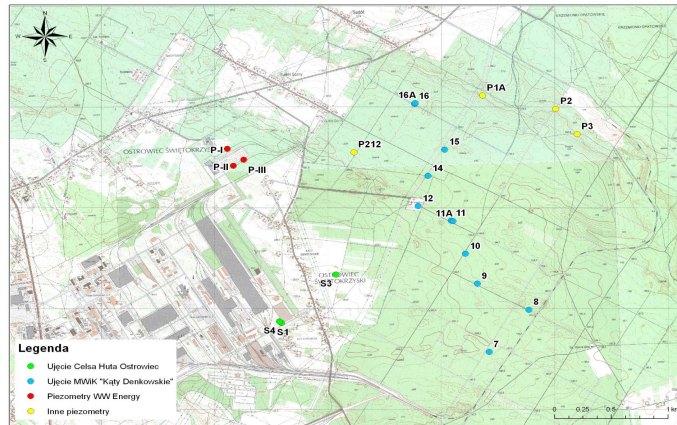 N
W
E
S
16A 16
P1A
P2
P3
15
P212
P-I
OSTROWIEC ŚWIĘTOKRZYSKI
P-II
P-III
14
12
11A 11
10
OSTROWIEC
ŚWIĘTOKRZYSKI
S3
9
8
S4
S1
7
Legenda
Ujęcie Celsa Huta Ostrowiec
Ujęcie MWiK "Kąty Denkowskie"
Piezometry WW Energy
Inne piezometry
0 0.25 0.5 1 km